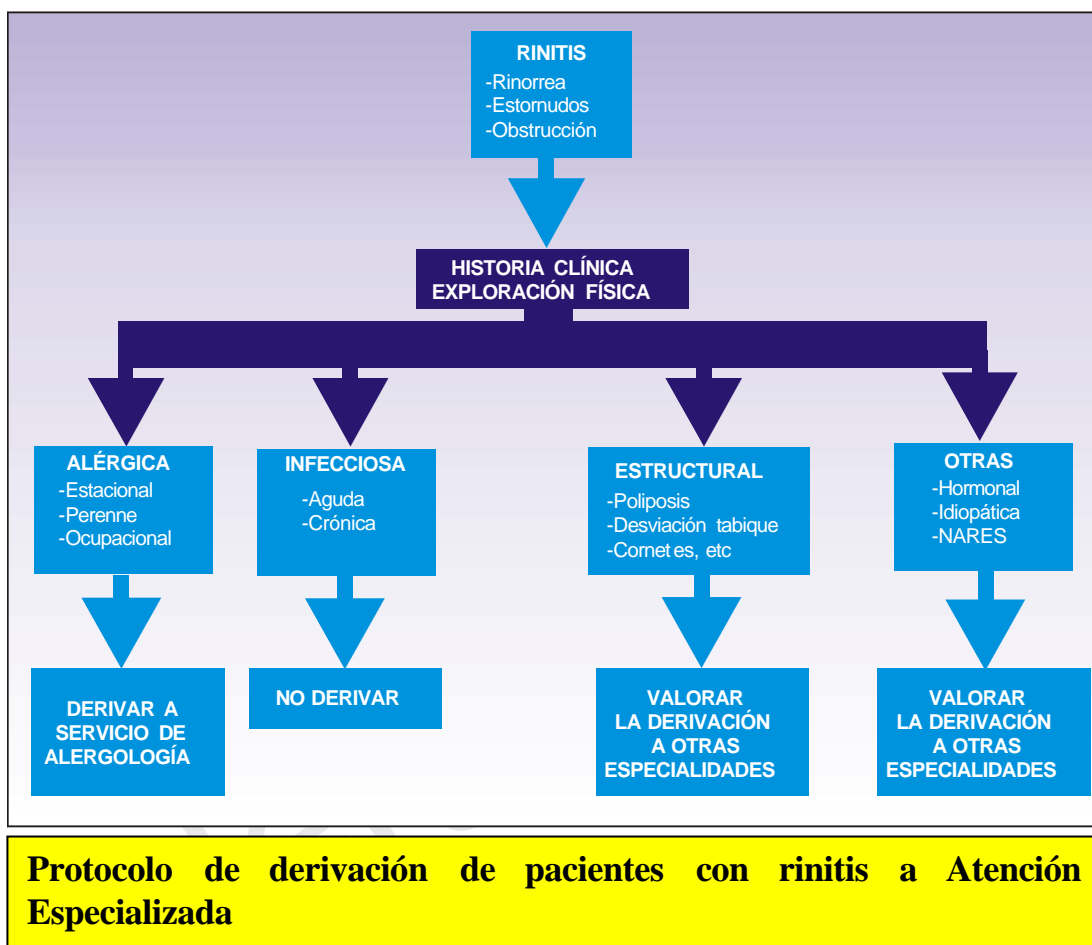 RINITIS
-Rinorrea
-Estornudos
-Obstrucción
HISTORIA CLÍNICA
EXPLORACIÓN FÍSICA
ALÉRGICA
-Estacional
-Perenne
-Ocupacional
INFECCIOSA
-Aguda
-Crónica
ESTRUCTURAL
-Poliposis
-Desviación tabique
-Cornetes, etc
OTRAS
-Hormonal
-Idiopática
-NARES
DERIVAR A
SERVICIO DE
ALERGOLOGÍA
NO DERIVAR
VALORAR
LA DERIVACIÓN
A OTRAS
ESPECIALIDADES
VALORAR
LA DERIVACIÓN
A OTRAS
ESPECIALIDADES
Protocolo de derivación de pacientes con rinitis a Atención
Especializada